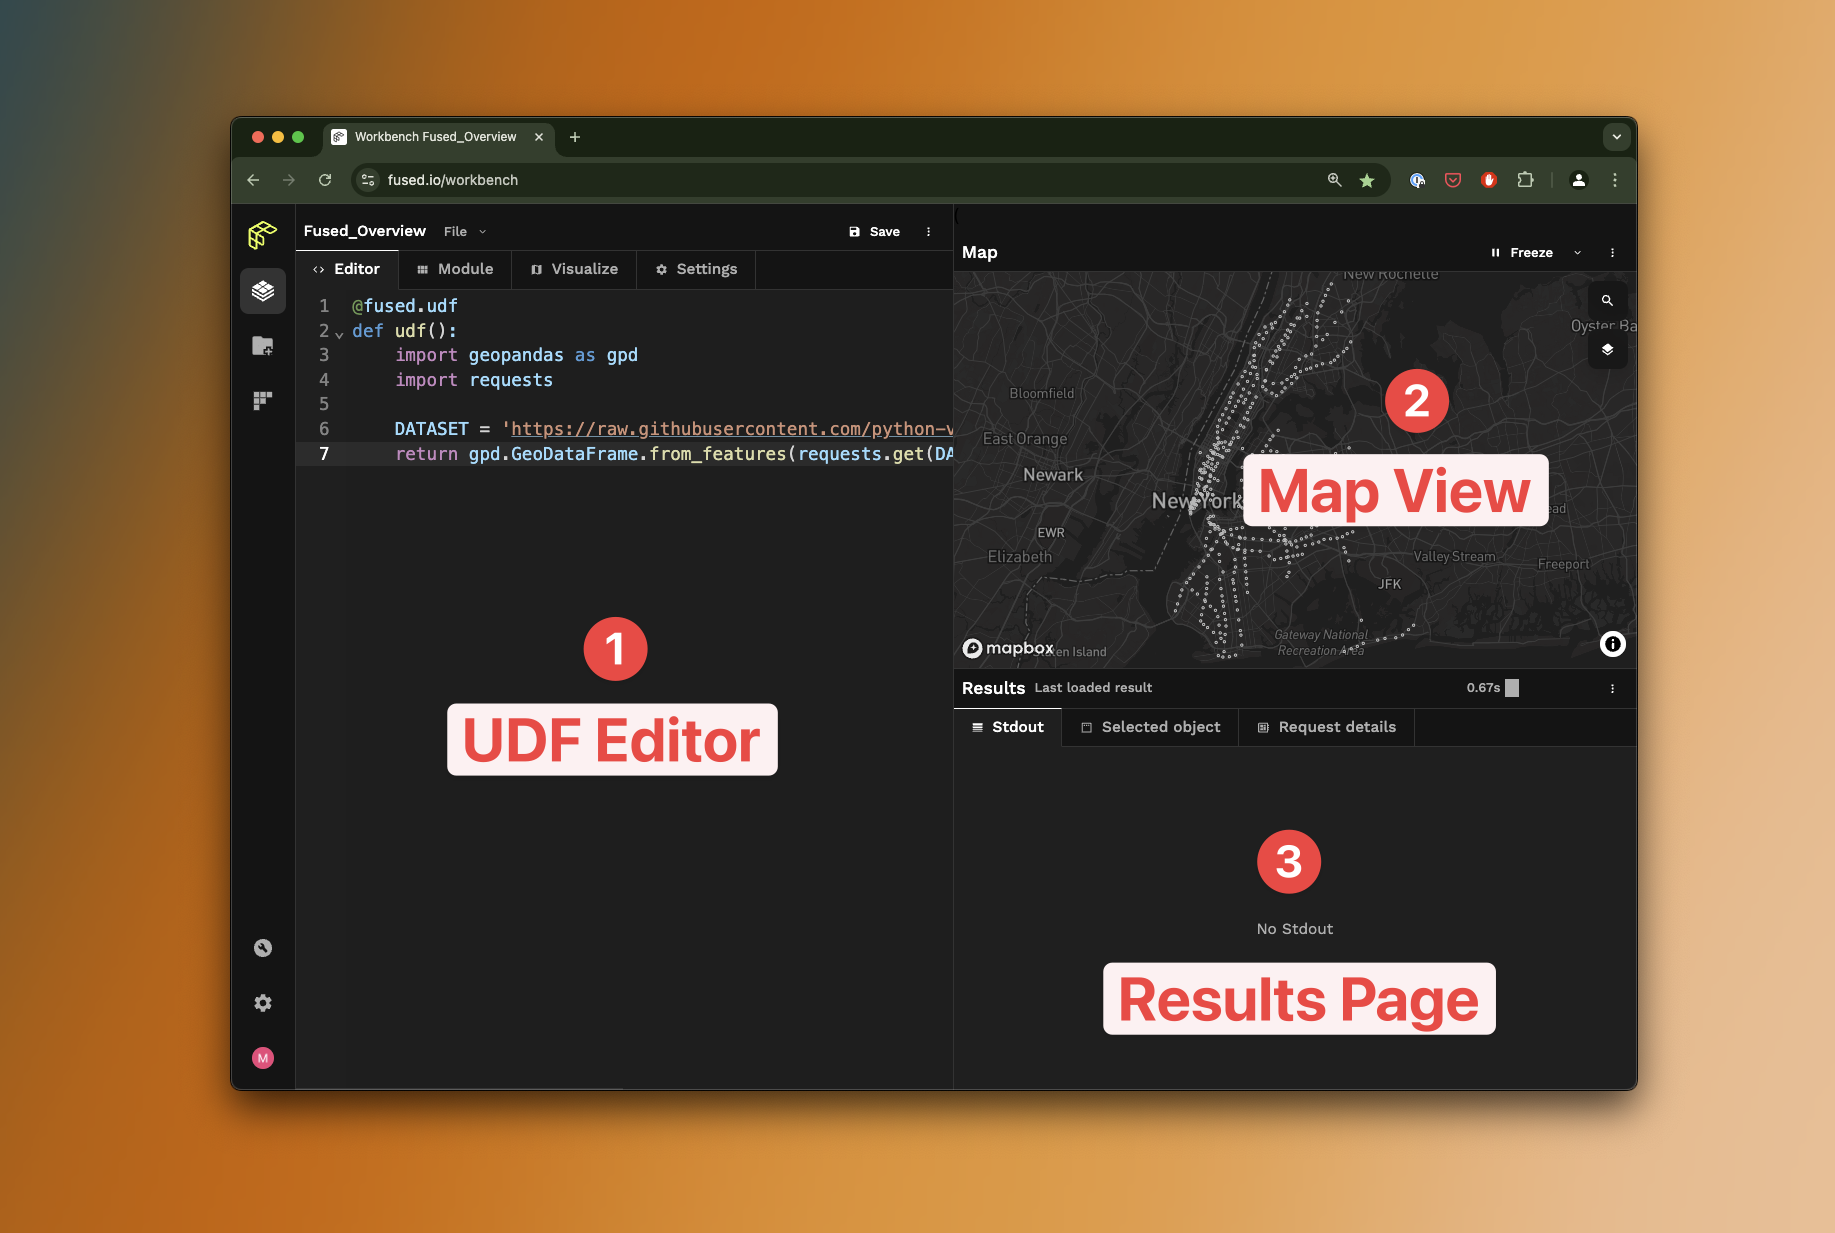 Workbench Fused_Overview
fused.io/workbench
Fused_Overview File Save
Editor Module Visualize Settings
1 @fused.udf
2 def udf():
3 import geopandas as gpd
4 import requests
5
6 DATASET = 'https://raw.githubusercontent.com/python-v
7 return gpd.GeoDataFrame.from_features(requests.get(DA
1
UDF Editor
M
Map Freeze
New Rochelle
Oyster Ba
Bloomfield
2
East Orange
Newark
Map View
New York
ead
EWR
Elizabeth
Valley Stream
Freeport
JFK
Gateway National
Recreation Area
mapbox
Staten Island
Results Last loaded result 0.67s
Stdout Selected object Request details
3
No Stdout
Results Page